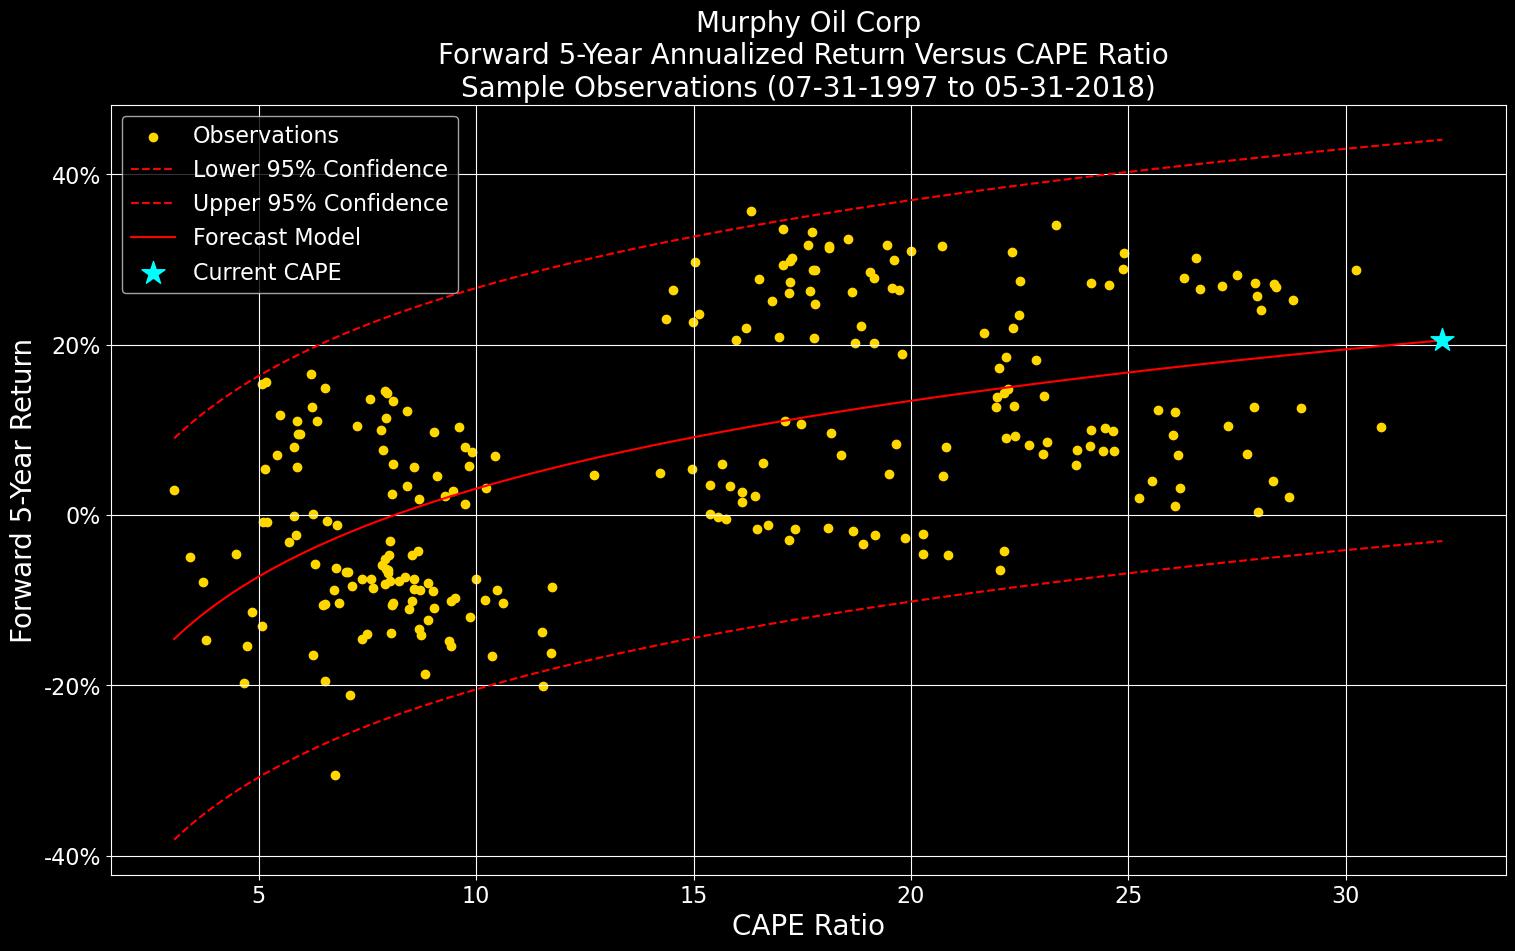 Murphy Oil Corp
Forward 5-Year Annualized Return Versus CAPE Ratio
Sample Observations (07-31-1997 to 05-31-2018)
Observations
Lower 95% Confidence
Upper 95% Confidence
Forecast Model
Current CAPE
Forward 5-Year Return
40%
20%
0%
-20%
-40%
5 10 15 20 25 30
CAPE Ratio